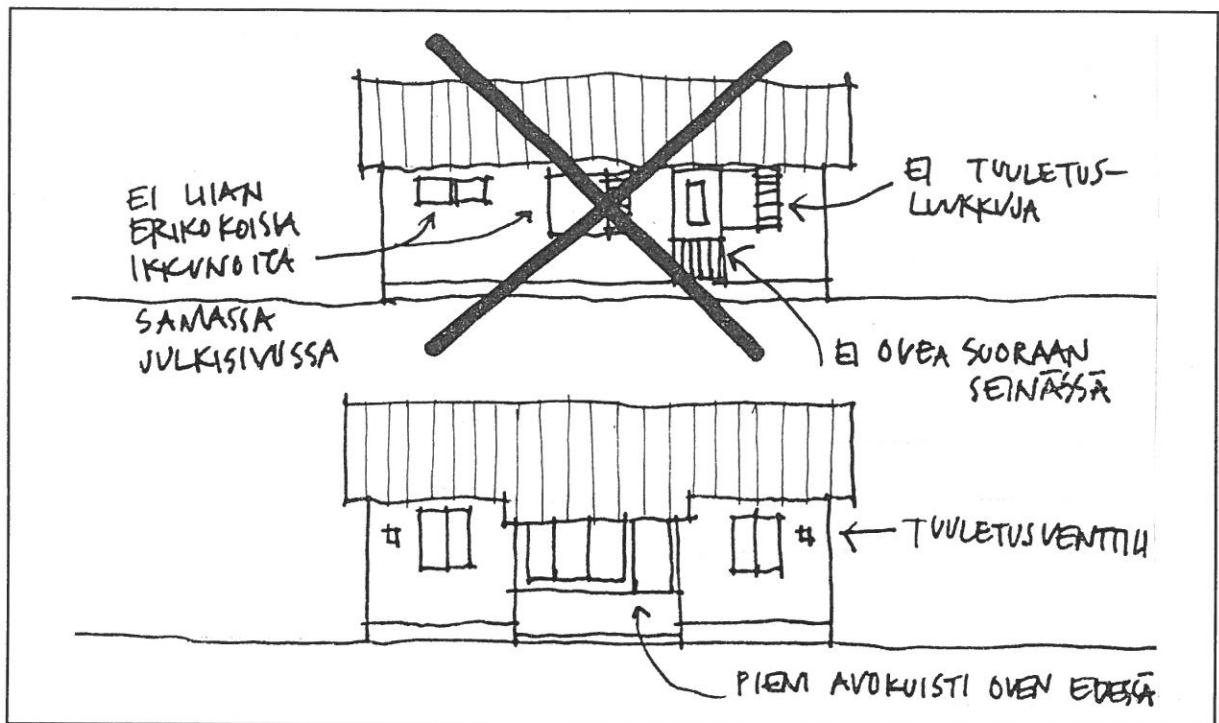 EI LIIAN
ERIKOKOISIA
IKKUNOITA
SAMASSA
JULKISIVUSSA
EI TUULETUS-
LUUKKUJA
EI OVEA SUORAAN
SEINÄSSÄ
TUULETUSVENTTIILI
PIENI AVOKUISTI OVEN EDESSÄ